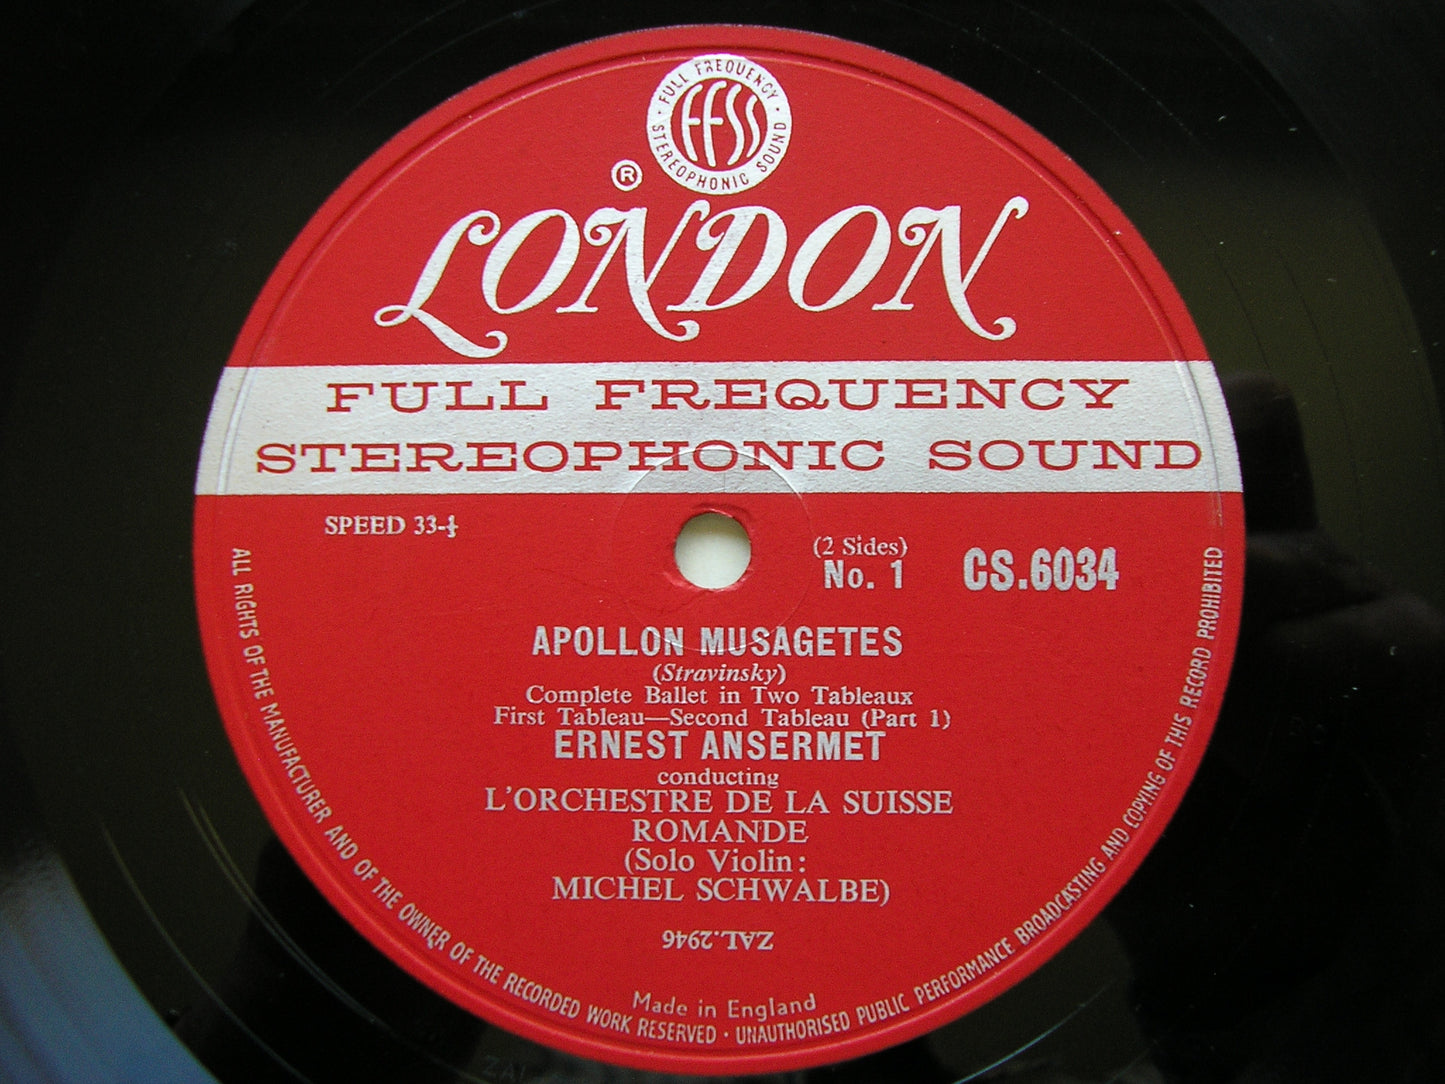 FULL FREQUENCY
STEREOPHONIC SOUND
FFSS
®
LONDON
FULL FREQUENCY
STEREOPHONIC SOUND
SPEED 33-⅓
(2 Sides)
No. 1
CS.6034
APOLLON MUSAGETES
(Stravinsky)
Complete Ballet in Two Tableaux
First Tableau—Second Tableau (Part 1)
ERNEST ANSERMET
conducting
L'ORCHESTRE DE LA SUISSE
ROMANDE
(Solo Violin:
MICHEL SCHWALBE)
ZAL.2946
Made in England
ALL RIGHTS OF THE MANUFACTURER AND OF THE OWNER OF THE RECORDED WORK RESERVED · UNAUTHORISED PUBLIC PERFORMANCE BROADCASTING AND COPYING OF THIS RECORD PROHIBITED